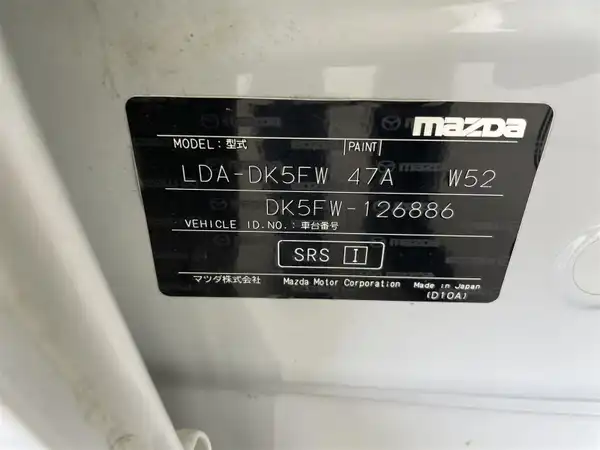 mazda
MODEL: 型式 PAINT
LDA-DK5FW 47A W52
DK5FW-126886
VEHICLE ID.NO.: 車台番号
SRS I
マツダ株式会社 Mazda Motor Corporation Made in Japan
(D10A)